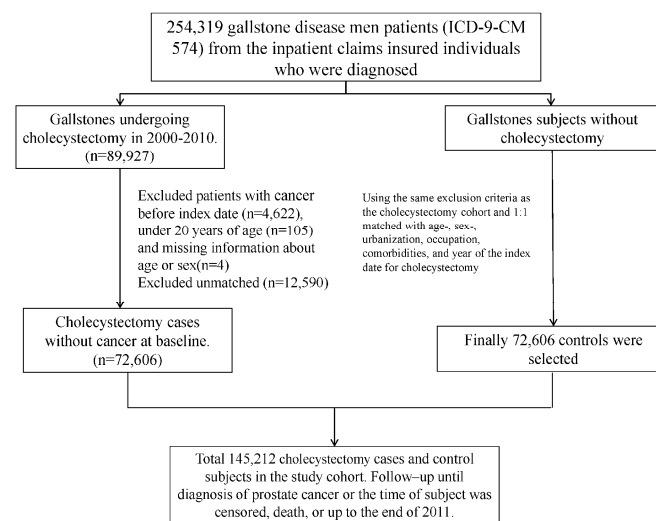 254,319 gallstone disease men patients (ICD-9-CM
574) from the inpatient claims insured individuals
who were diagnosed
Gallstones undergoing
cholecystectomy in 2000-2010.
(n=89,927)
Gallstones subjects without
cholecystectomy
Excluded patients with cancer
before index date (n=4,622),
under 20 years of age (n=105)
and missing information about
age or sex(n=4)
Excluded unmatched (n=12,590)
Using the same exclusion criteria as
the cholecystectomy cohort and 1:1
matched with age-, sex-,
urbanization, occupation,
comorbidities, and year of the index
date for cholecystectomy
Cholecystectomy cases
without cancer at baseline.
(n=72,606)
Finally 72,606 controls were
selected
Total 145,212 cholecystectomy cases and control
subjects in the study cohort. Follow–up until
diagnosis of prostate cancer or the time of subject was
censored, death, or up to the end of 2011.